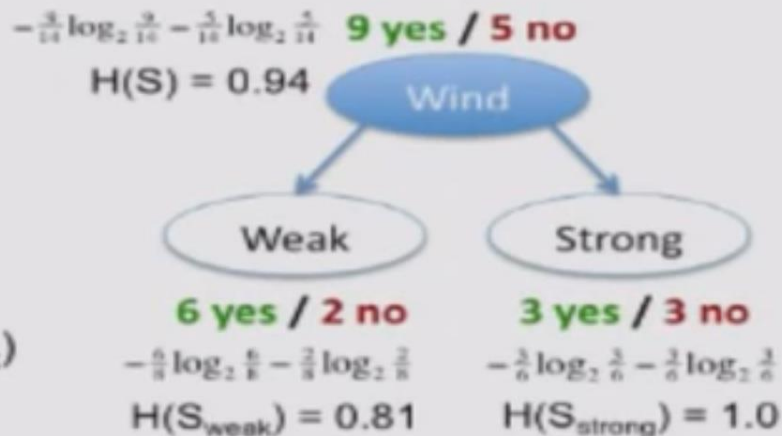 −9/14 log₂ 9/14 − 5/14 log₂ 5/14 9 yes / 5 no
H(S) = 0.94
Wind
Weak Strong
6 yes / 2 no 3 yes / 3 no
) −6/8 log₂ 6/8 − 2/8 log₂ 2/8 −3/6 log₂ 3/6 − 3/6 log₂ 3/6
H(Sweak) = 0.81 H(Sstrong) = 1.0